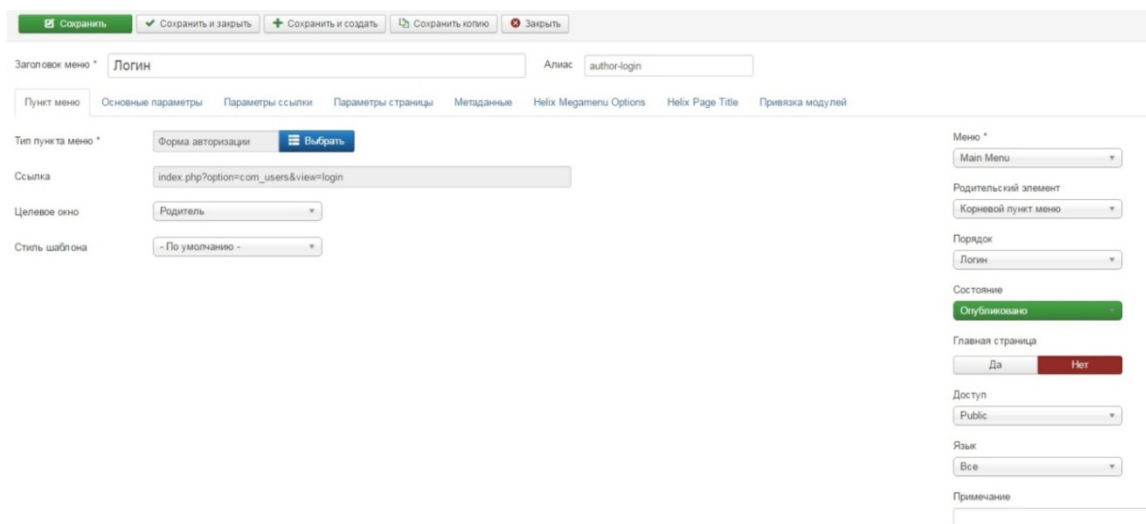 Сохранить Сохранить и закрыть Сохранить и создать Сохранить копию Закрыть
Заголовок меню * Логин Алиас author-login
Пункт меню Основные параметры Параметры ссылки Параметры страницы Метаданные Helix Megamenu Options Helix Page Title Привязка модулей
Тип пункта меню * Форма авторизации Выбрать
Ссылка index.php?option=com_users&view=login
Целевое окно Родитель
Стиль шаблона - По умолчанию -
Меню *
Main Menu
Родительский элемент
Корневой пункт меню
Порядок
Логин
Состояние
Опубликовано
Главная страница
Да Нет
Доступ
Public
Язык
Все
Примечание